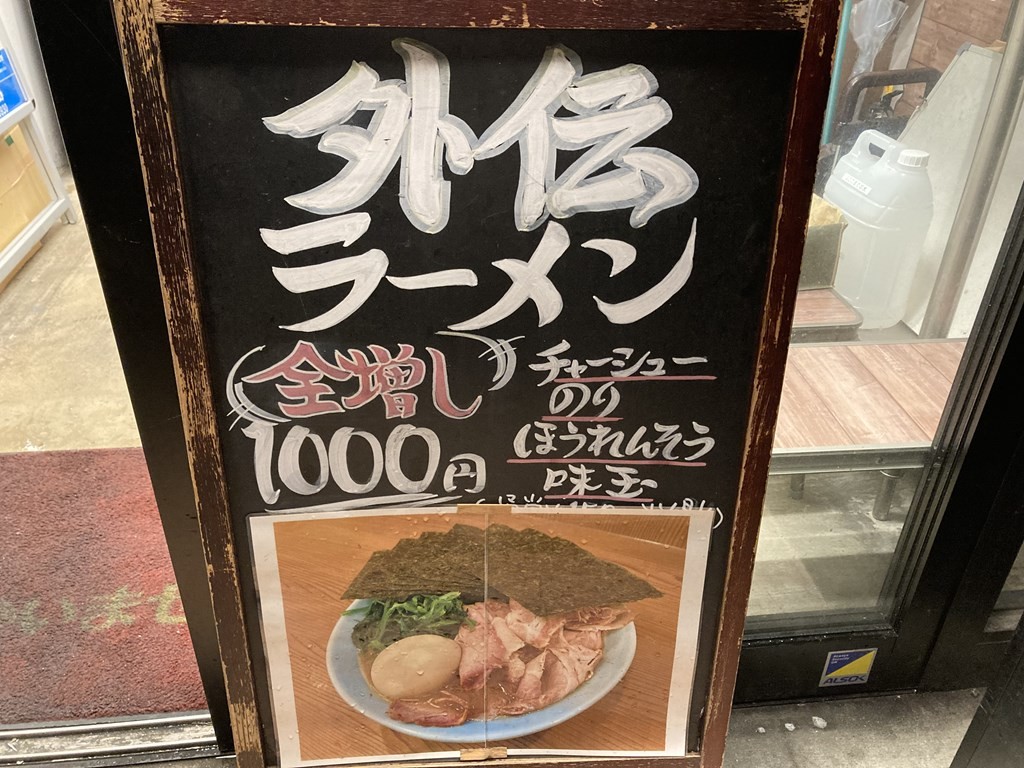 外伝
ラーメン
全増し
1000円
チャーシュー
のり
ほうれんそう
味玉
ALSOK